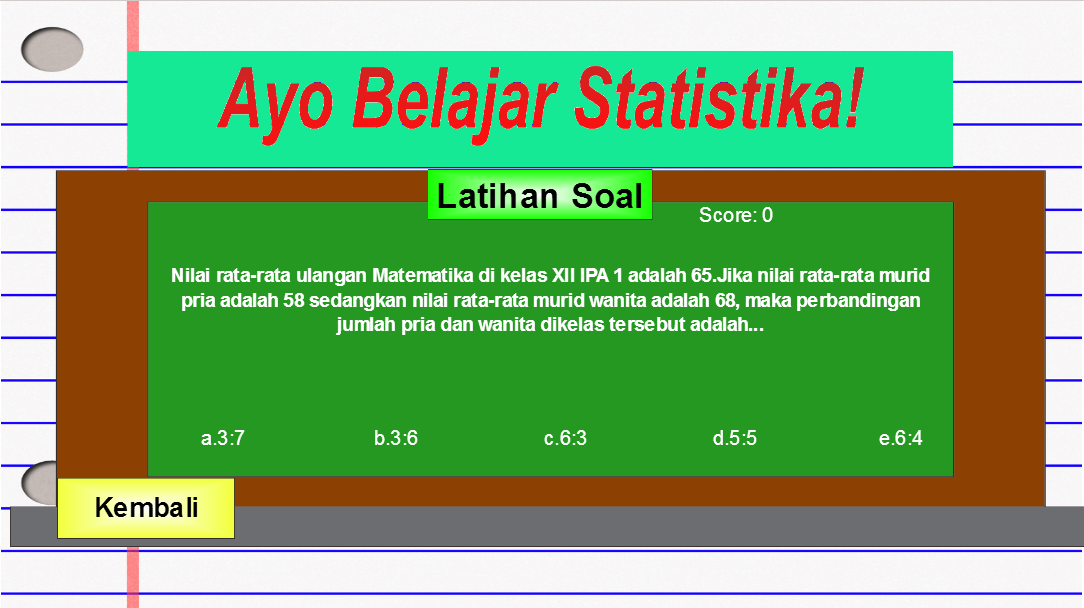 Ayo Belajar Statistika!
Latihan Soal
Score: 0
Nilai rata-rata ulangan Matematika di kelas XII IPA 1 adalah 65.Jika nilai rata-rata murid
pria adalah 58 sedangkan nilai rata-rata murid wanita adalah 68, maka perbandingan
jumlah pria dan wanita dikelas tersebut adalah...
a.3:7 b.3:6 c.6:3 d.5:5 e.6:4
Kembali